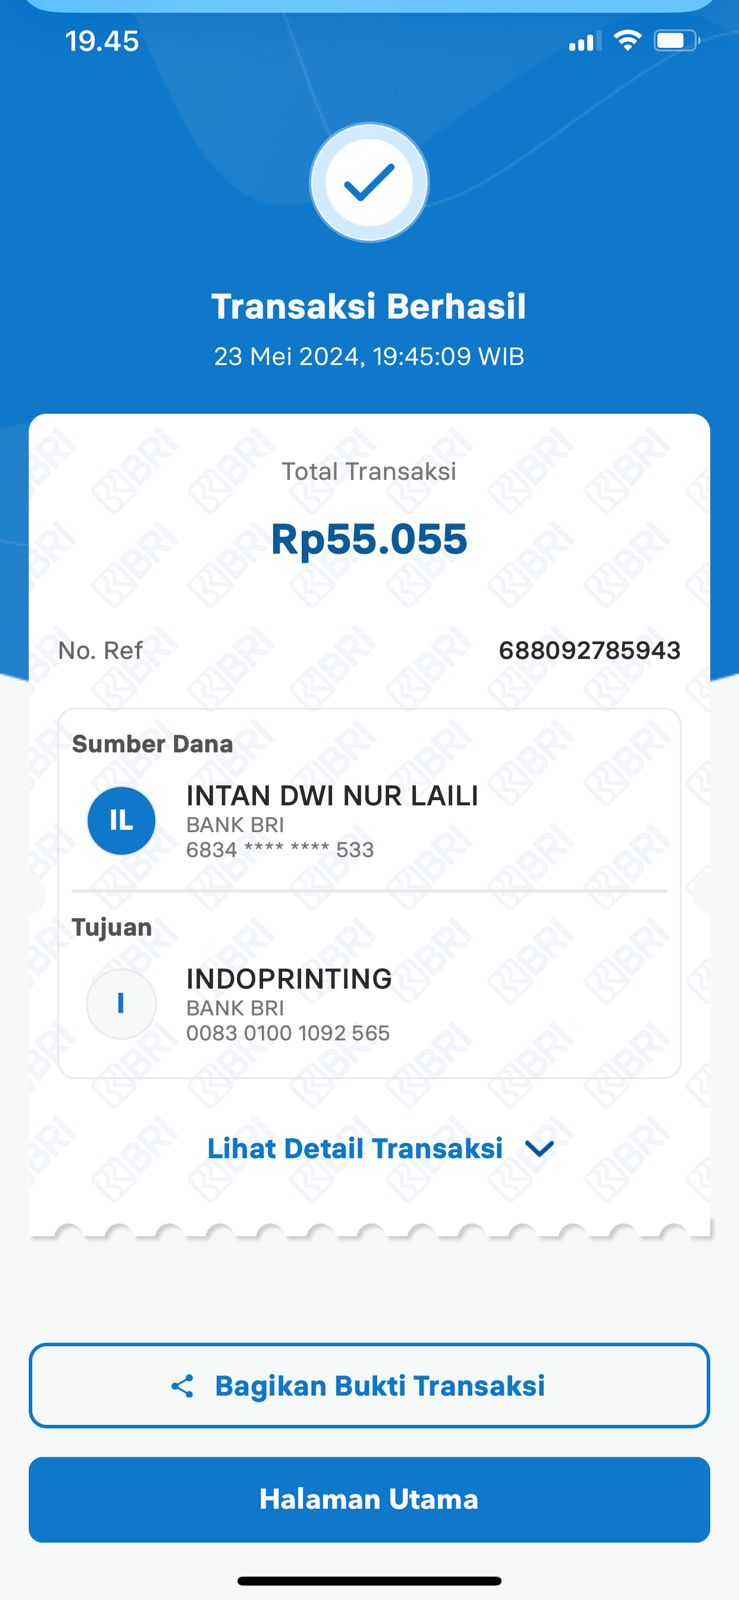 19.45
Transaksi Berhasil
23 Mei 2024, 19:45:09 WIB
Total Transaksi
Rp55.055
No. Ref 688092785943
Sumber Dana
IL
INTAN DWI NUR LAILI
BANK BRI
6834 **** **** 533
Tujuan
I
INDOPRINTING
BANK BRI
0083 0100 1092 565
Lihat Detail Transaksi
Bagikan Bukti Transaksi
Halaman Utama